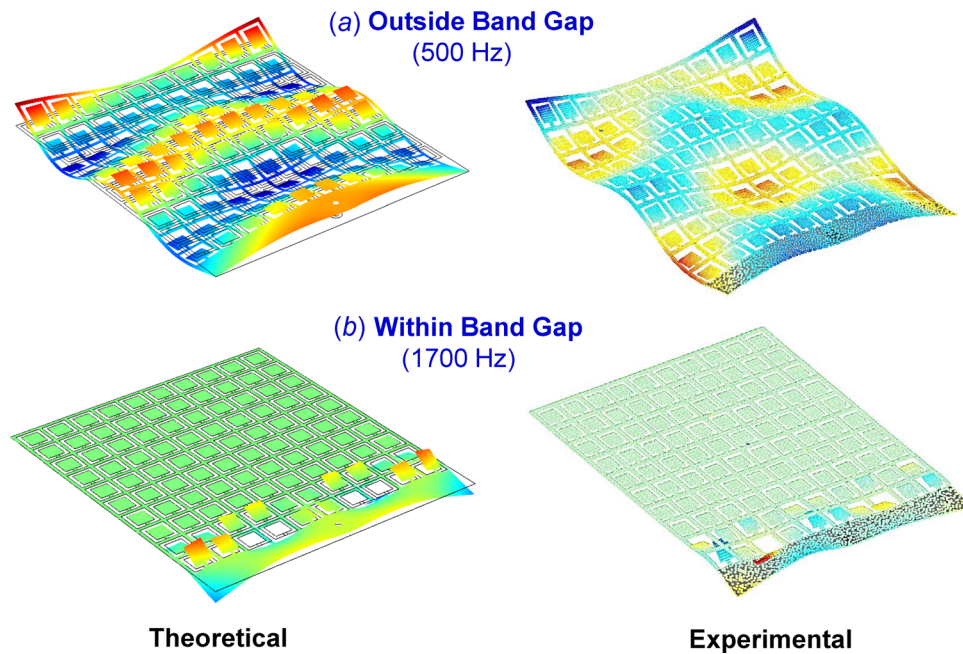 (a) Outside Band Gap
(500 Hz)
(b) Within Band Gap
(1700 Hz)
Theoretical
Experimental